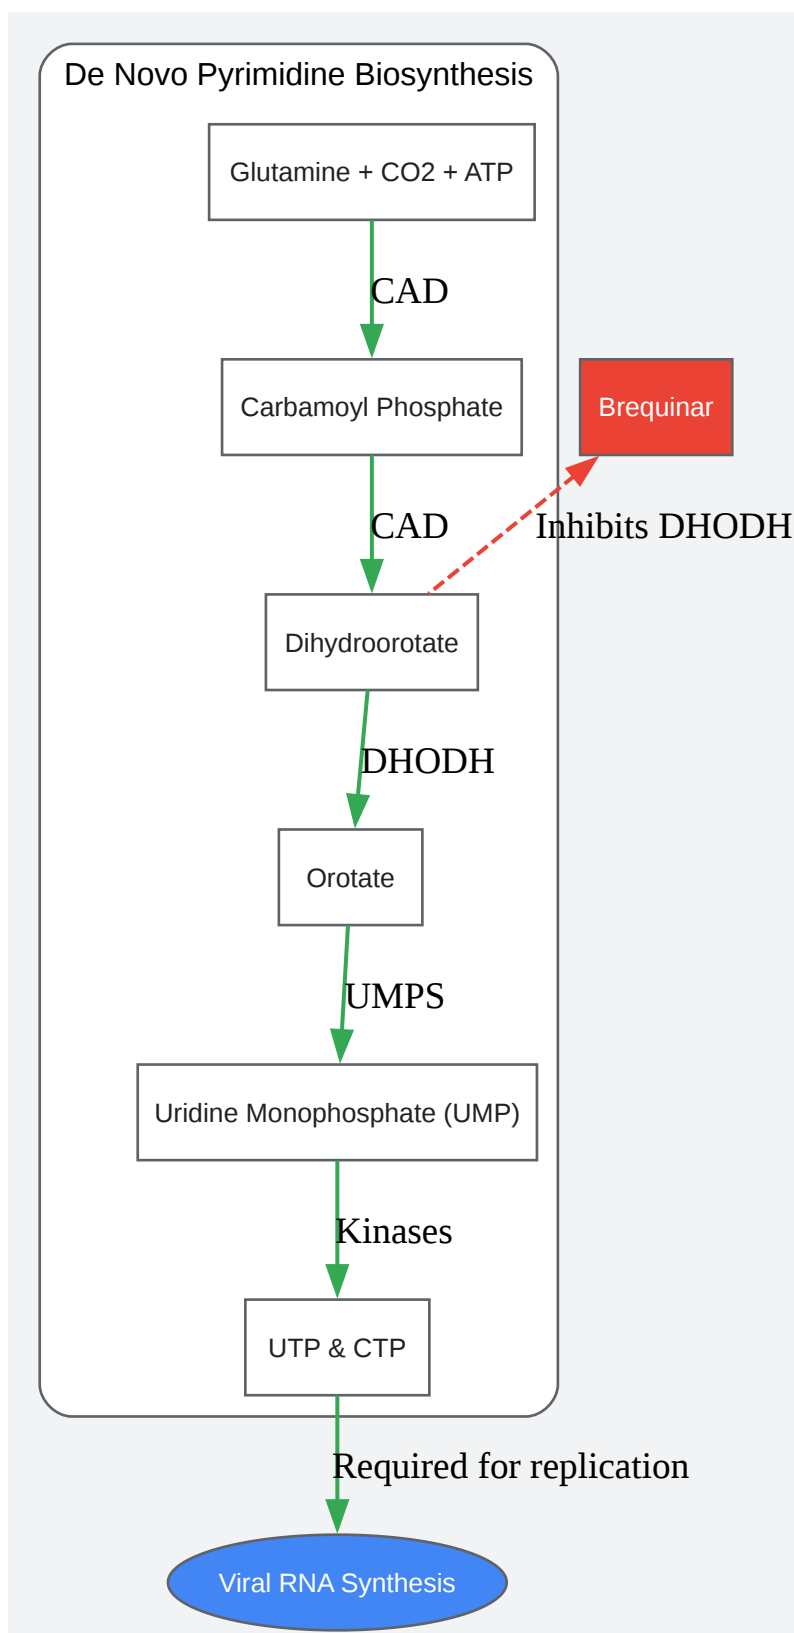 De Novo Pyrimidine Biosynthesis
Glutamine + CO2 + ATP
CAD
Carbamoyl Phosphate
Brequinar
CAD
Inhibits DHODH
Dihydroorotate
DHODH
Orotate
UMPS
Uridine Monophosphate (UMP)
Kinases
UTP & CTP
Required for replication
Viral RNA Synthesis